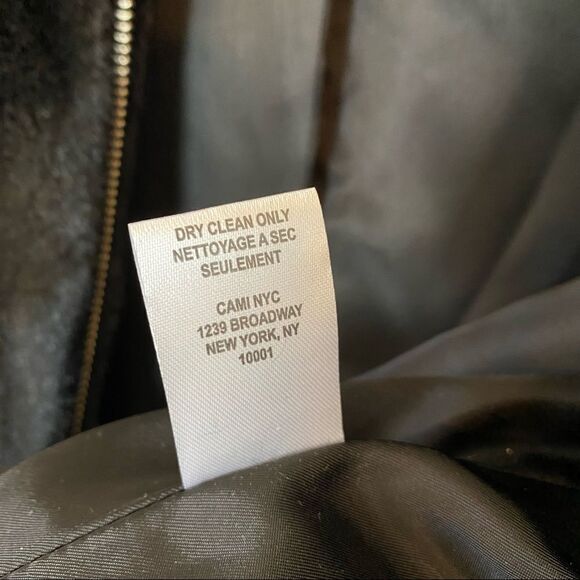 DRY CLEAN ONLY
NETTOYAGE A SEC
SEULEMENT
CAMI NYC
1239 BROADWAY
NEW YORK, NY
10001